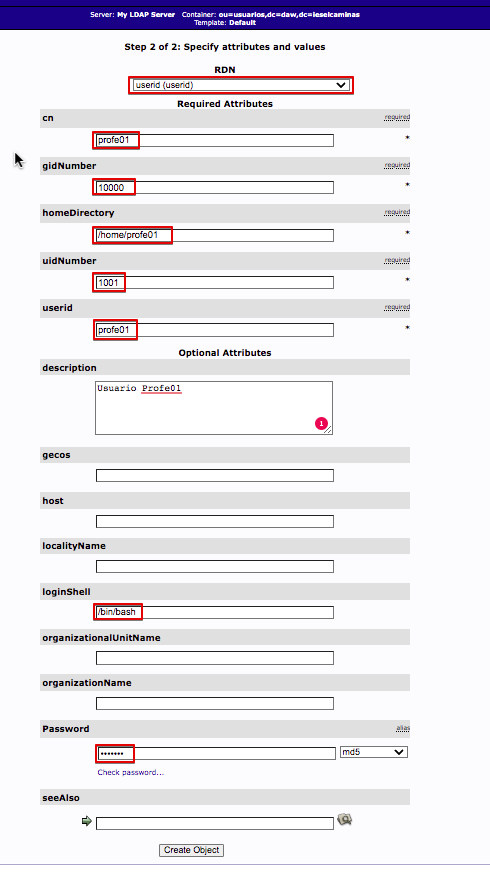 Server: My LDAP Server Container: ou=usuarios,dc=daw,dc=ieselcaminas
Template: Default
Step 2 of 2: Specify attributes and values
RDN
userid (userid)
Required Attributes
cn required
profe01 *
gidNumber required
10000 *
homeDirectory required
/home/profe01 *
uidNumber required
1001 *
userid required
profe01 *
Optional Attributes
description
Usuario Profe01
1
gecos
host
localityName
loginShell
/bin/bash
organizationalUnitName
organizationName
Password alias
••••••• md5
Check password...
seeAlso
Create Object